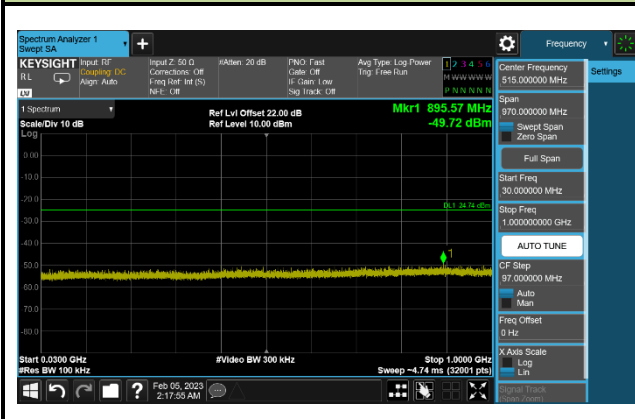 Spectrum Analyzer 1
Swept SA
Frequency
KEYSIGHT
RL
LW
Input: RF
Coupling: DC
Align: Auto
Input Z: 50 Ω
Corrections: Off
Freq Ref: Int (S)
NFE: Off
#Atten: 20 dB
PNO: Fast
Gate: Off
IF Gain: Low
Sig Track: Off
Avg Type: Log-Power
Trig: Free Run
1 2 3 4 5 6
M W W W W W
P N N N N N
1 Spectrum
Scale/Div 10 dB
Log
Ref Lvl Offset 22.00 dB
Ref Level 10.00 dBm
Mkr1 895.57 MHz
-49.72 dBm
0.00
-10.0
-20.0
-30.0
-40.0
-50.0
-60.0
-70.0
-80.0
DL1 -24.74 dBm
1
Start 0.0300 GHz
#Res BW 100 kHz
#Video BW 300 kHz
Stop 1.0000 GHz
Sweep ~4.74 ms (32001 pts)
Feb 05, 2023
2:17:55 AM
Center Frequency
515.000000 MHz
Settings
Span
970.000000 MHz
Swept Span
Zero Span
Full Span
Start Freq
30.000000 MHz
Stop Freq
1.000000000 GHz
AUTO TUNE
CF Step
97.000000 MHz
Auto
Man
Freq Offset
0 Hz
X Axis Scale
Log
Lin
Signal Track
(Span Zoom)